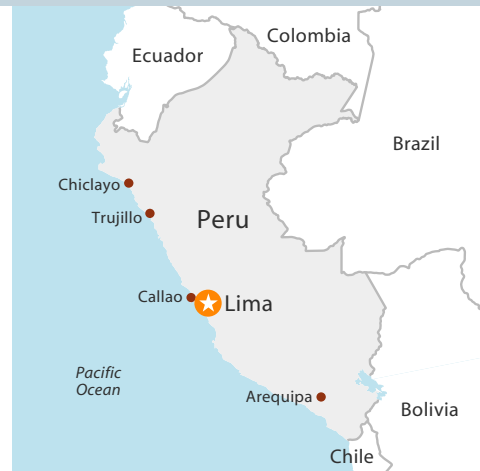 Colombia
Ecuador
Brazil
Chiclayo
Trujillo
Peru
Callao
Lima
Pacific
Ocean
Arequipa
Bolivia
Chile